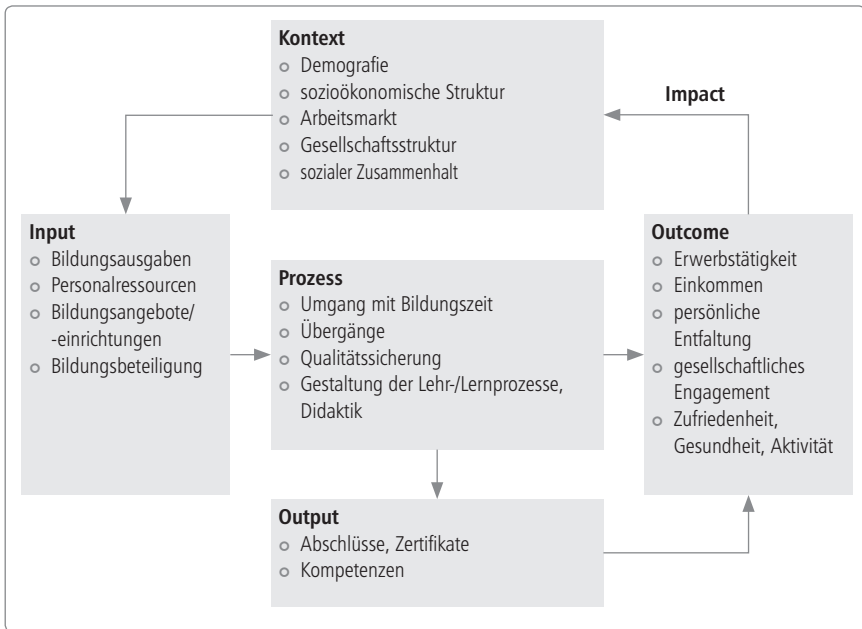 Kontext
Demografie
sozioökonomische Struktur
Arbeitsmarkt
Gesellschaftsstruktur
sozialer Zusammenhalt
Impact
Input
Bildungsausgaben
Personalressourcen
Bildungsangebote/
-einrichtungen
Bildungsbeteiligung
Prozess
Umgang mit Bildungszeit
Übergänge
Qualitätssicherung
Gestaltung der Lehr-/Lernprozesse,
Didaktik
Output
Abschlüsse, Zertifikate
Kompetenzen
Outcome
Erwerbstätigkeit
Einkommen
persönliche
Entfaltung
gesellschaftliches
Engagement
Zufriedenheit,
Gesundheit, Aktivität